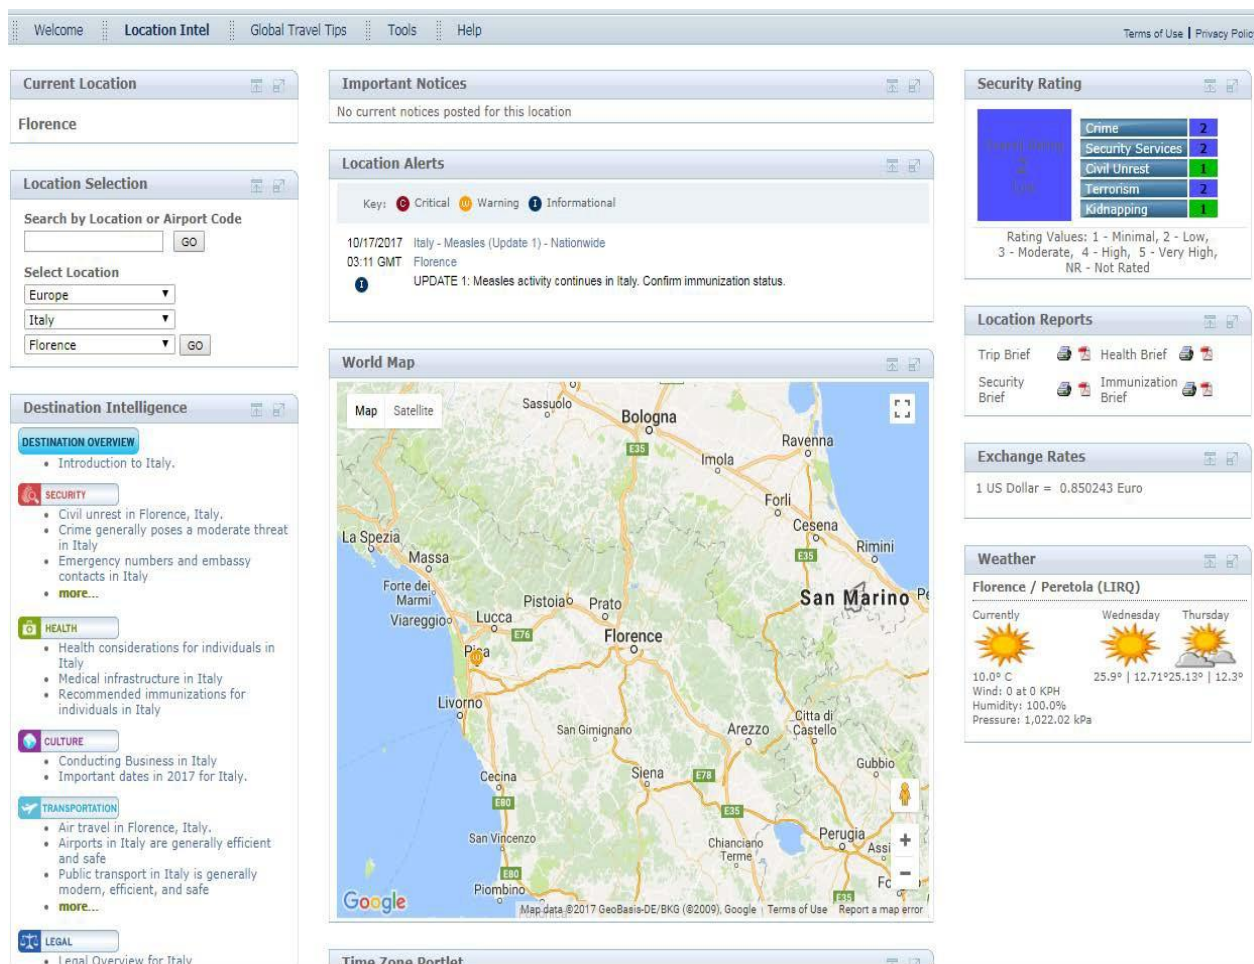 Welcome
Location Intel
Global Travel Tips
Tools
Help
Terms of Use | Privacy Polic
Current Location
Florence
Location Selection
Search by Location or Airport Code
GO
Select Location
Europe
Italy
Florence
GO
Destination Intelligence
DESTINATION OVERVIEW
Introduction to Italy.
SECURITY
Civil unrest in Florence, Italy.
Crime generally poses a moderate threat
in Italy
Emergency numbers and embassy
contacts in Italy
more...
HEALTH
Health considerations for individuals in
Italy
Medical infrastructure in Italy
Recommended immunizations for
individuals in Italy
CULTURE
Conducting Business in Italy
Important dates in 2017 for Italy.
TRANSPORTATION
Air travel in Florence, Italy.
Airports in Italy are generally efficient
and safe
Public transport in Italy is generally
modern, efficient, and safe
more...
LEGAL
Legal Overview for Italy
Important Notices
No current notices posted for this location
Location Alerts
Key: C Critical W Warning I Informational
10/17/2017 Italy - Measles (Update 1) - Nationwide
03:11 GMT Florence
I UPDATE 1: Measles activity continues in Italy. Confirm immunization status.
World Map
Map Satellite
Sassuolo
Bologna
E35
Ravenna
Imola
Forli
Cesena
La Spezia
Massa
E35
Rimini
Forte dei
Marmi
Pistoia
Prato
San Marino
Pe
Viareggio
Lucca
E76
Florence
Pisa
W
Livorno
San Gimignano
Arezzo
Citta di
Castello
Gubbio
Cecina
Siena
E78
E80
E35
San Vincenzo
Chianciano
Terme
Perugia
Assi
E80
Piombino
E35
Fo
Google
Map data ©2017 GeoBasis-DE/BKG (©2009), Google
Terms of Use
Report a map error
Time Zone Portlet
Security Rating
Crime 2
Security Services 2
Civil Unrest 1
Terrorism 2
Kidnapping 1
Rating Values: 1 - Minimal, 2 - Low,
3 - Moderate, 4 - High, 5 - Very High,
NR - Not Rated
Location Reports
Trip Brief
Health Brief
Security
Brief
Immunization
Brief
Exchange Rates
1 US Dollar = 0.850243 Euro
Weather
Florence / Peretola (LIRQ)
Currently
Wednesday
Thursday
10.0° C
25.9° | 12.71°25.13° | 12.3°
Wind: 0 at 0 KPH
Humidity: 100.0%
Pressure: 1,022.02 kPa